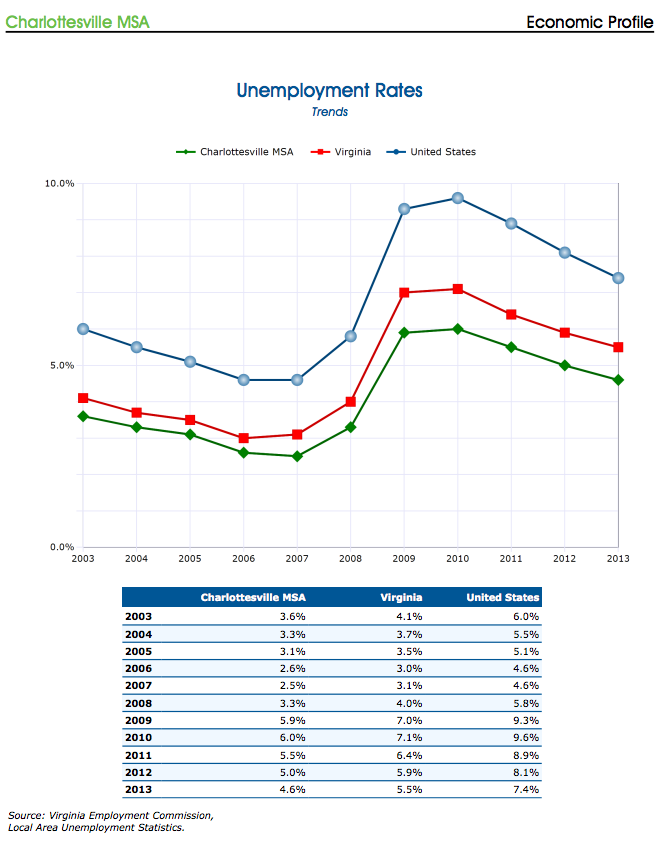 Charlottesville MSA Economic Profile
Unemployment Rates
Trends
Charlottesville MSA Virginia United States
10.0%
5.0%
0.0%
2003 2004 2005 2006 2007 2008 2009 2010 2011 2012 2013
Charlottesville MSA Virginia United States
2003 3.6% 4.1% 6.0%
2004 3.3% 3.7% 5.5%
2005 3.1% 3.5% 5.1%
2006 2.6% 3.0% 4.6%
2007 2.5% 3.1% 4.6%
2008 3.3% 4.0% 5.8%
2009 5.9% 7.0% 9.3%
2010 6.0% 7.1% 9.6%
2011 5.5% 6.4% 8.9%
2012 5.0% 5.9% 8.1%
2013 4.6% 5.5% 7.4%
Source: Virginia Employment Commission,
Local Area Unemployment Statistics.